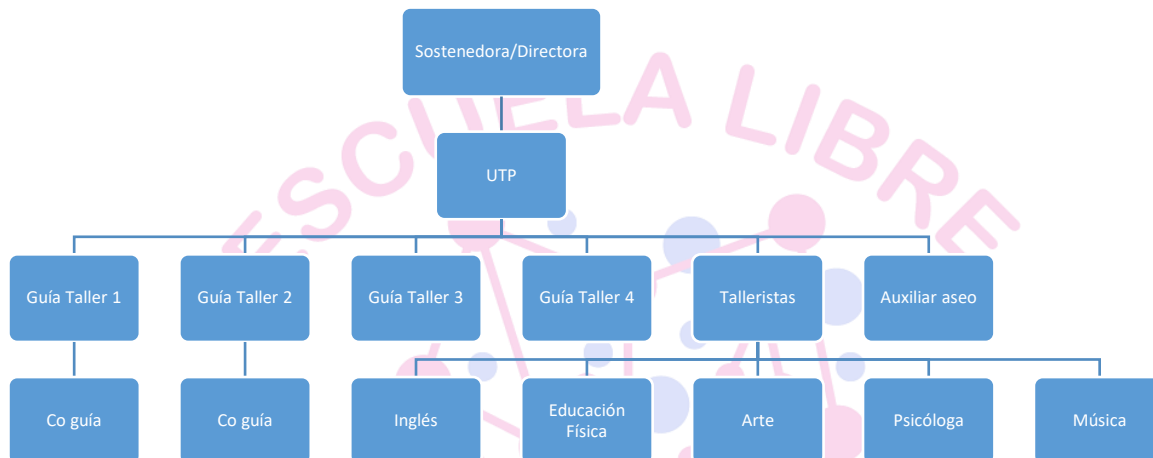 Sostenedora/Directora
ESCUELA LIBRE
UTP
Guía Taller 1
Guía Taller 2
Guía Taller 3
Guía Taller 4
Talleristas
Auxiliar aseo
Co guía
Co guía
Inglés
Educación
Física
Arte
Psicóloga
Música